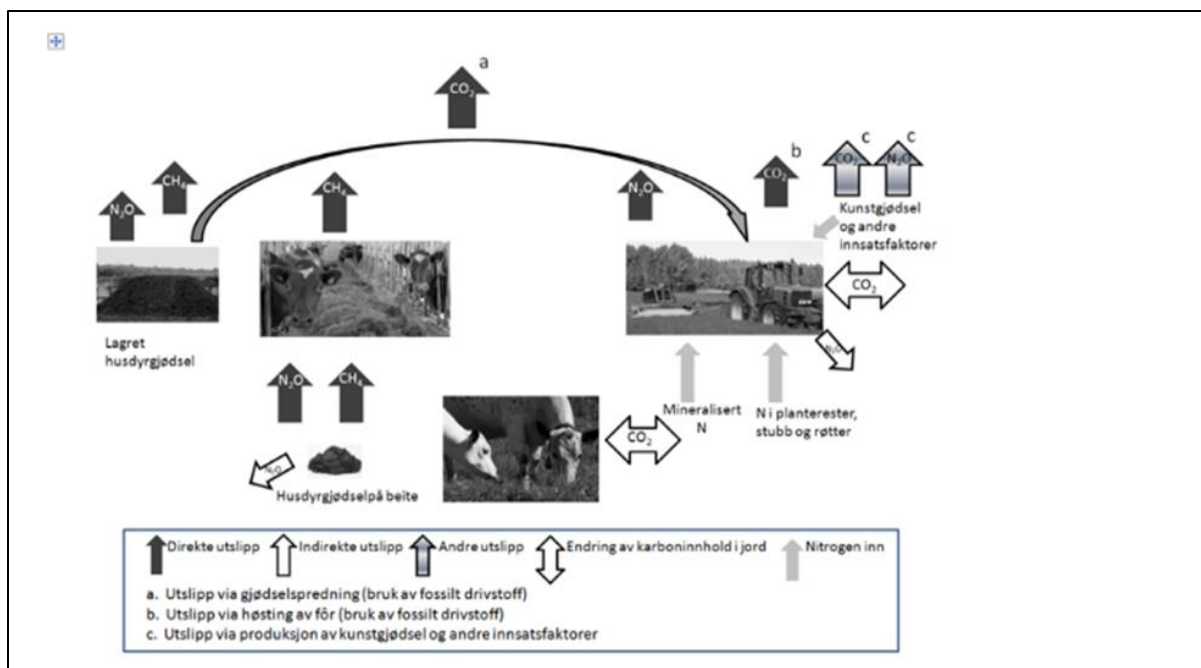 a
CO₂
b
c
c
CO₂
CO₂
N₂O
CH₄
N₂O
CH₄
N₂O
Kunstgjødsel
og andre
innsatsfaktorer
CO₂
Lagret
husdyrgjødsel
N₂O
N₂O
CH₄
Mineralisert
N
N i planterester,
stubb og røtter
CO₂
N₂O
Husdyrgjødselpå beite
Direkte utslipp
Indirekte utslipp
Andre utslipp
Endring av karboninnhold i jord
Nitrogen inn
a. Utslipp via gjødselspredning (bruk av fossilt drivstoff)
b. Utslipp via høsting av fôr (bruk av fossilt drivstoff)
c. Utslipp via produksjon av kunstgjødsel og andre innsatsfaktorer